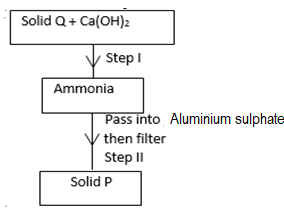 Solid Q + Ca(OH)₂
Step I
Ammonia
Pass into Aluminium sulphate
then filter
Step II
Solid P